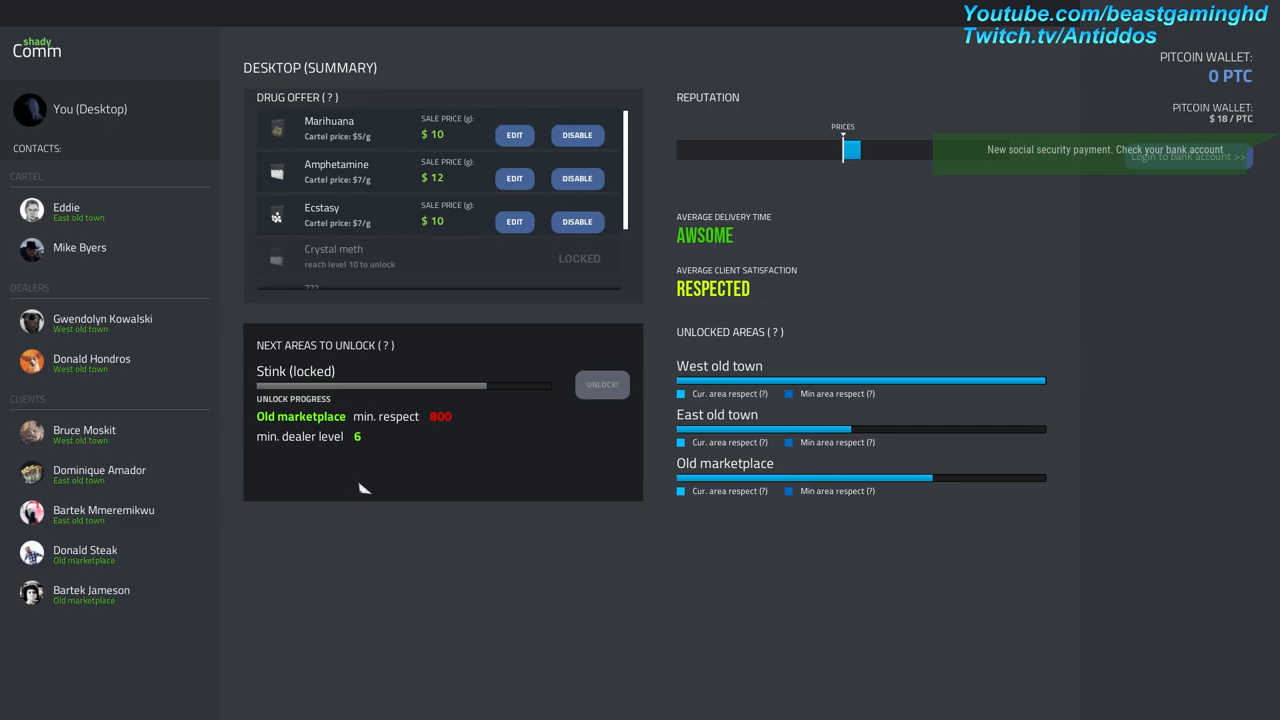 Youtube.com/beastgaminghd
Twitch.tv/Antiddos
shady
Comm
You (Desktop)
CONTACTS:
CARTEL
Eddie
East old town
Mike Byers
DEALERS
Gwendolyn Kowalski
West old town
Donald Hondros
West old town
CLIENTS
Bruce Moskit
West old town
Dominique Amador
East old town
Bartek Mmeremikwu
East old town
Donald Steak
Old marketplace
Bartek Jameson
Old marketplace
DESKTOP (SUMMARY)
DRUG OFFER ( ? )
Marihuana
Cartel price: $5/g
SALE PRICE (g):
$ 10
EDIT
DISABLE
Amphetamine
Cartel price: $7/g
SALE PRICE (g):
$ 12
EDIT
DISABLE
Ecstasy
Cartel price: $7/g
SALE PRICE (g):
$ 10
EDIT
DISABLE
Crystal meth
reach level 10 to unlock
LOCKED
???
NEXT AREAS TO UNLOCK ( ? )
Stink (locked)
UNLOCK!
UNLOCK PROGRESS
Old marketplace min. respect 800
min. dealer level 6
REPUTATION
PRICES
AVERAGE DELIVERY TIME
AWSOME
AVERAGE CLIENT SATISFACTION
RESPECTED
UNLOCKED AREAS ( ? )
West old town
Cur. area respect (?) Min area respect (?)
East old town
Cur. area respect (?) Min area respect (?)
Old marketplace
Cur. area respect (?) Min area respect (?)
PITCOIN WALLET:
0 PTC
PITCOIN WALLET:
$ 18 / PTC
New social security payment. Check your bank account
Login to bank account >>